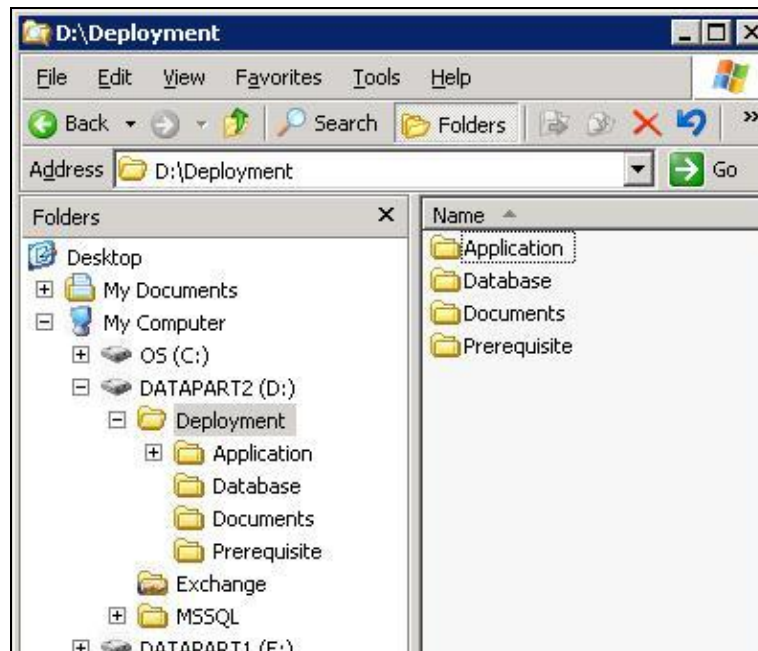 D:\Deployment
File Edit View Favorites Tools Help
Back Search Folders »
Address D:\Deployment Go
Folders X
Desktop
My Documents
My Computer
OS (C:)
DATAPART2 (D:)
Deployment
Application
Database
Documents
Prerequisite
Exchange
MSSQL
DATAPART1 (E:)
Name
Application
Database
Documents
Prerequisite